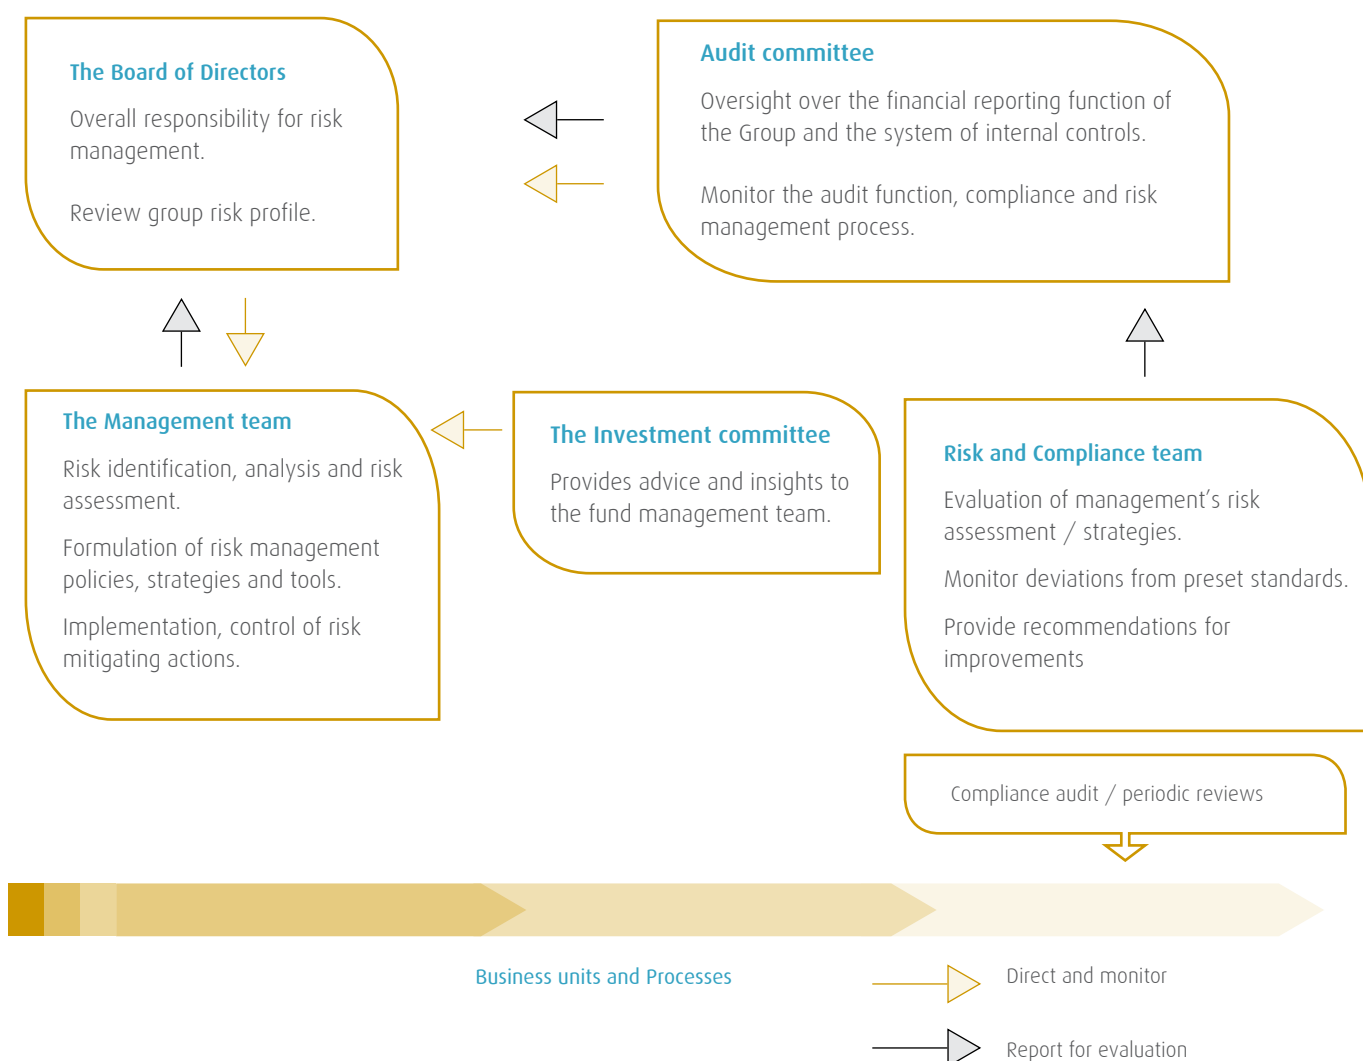 The Board of Directors
Overall responsibility for risk
management.
Review group risk profile.
Audit committee
Oversight over the financial reporting function of
the Group and the system of internal controls.
Monitor the audit function, compliance and risk
management process.
The Management team
Risk identification, analysis and risk
assessment.
Formulation of risk management
policies, strategies and tools.
Implementation, control of risk
mitigating actions.
The Investment committee
Provides advice and insights to
the fund management team.
Risk and Compliance team
Evaluation of management’s risk
assessment / strategies.
Monitor deviations from preset standards.
Provide recommendations for
improvements
Compliance audit / periodic reviews
Business units and Processes
Direct and monitor
Report for evaluation